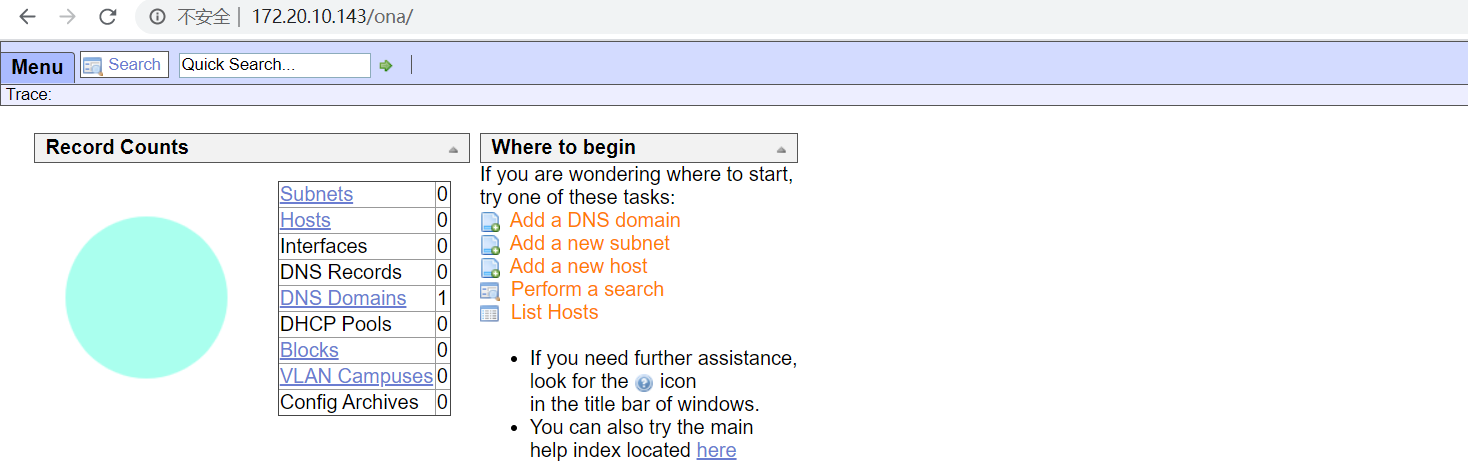 不安全 | 172.20.10.143/ona/
Menu Search Quick Search...
Trace:
Record Counts
Subnets 0
Hosts 0
Interfaces 0
DNS Records 0
DNS Domains 1
DHCP Pools 0
Blocks 0
VLAN Campuses 0
Config Archives 0
Where to begin
If you are wondering where to start,
try one of these tasks:
Add a DNS domain
Add a new subnet
Add a new host
Perform a search
List Hosts
• If you need further assistance,
look for the ? icon
in the title bar of windows.
• You can also try the main
help index located here